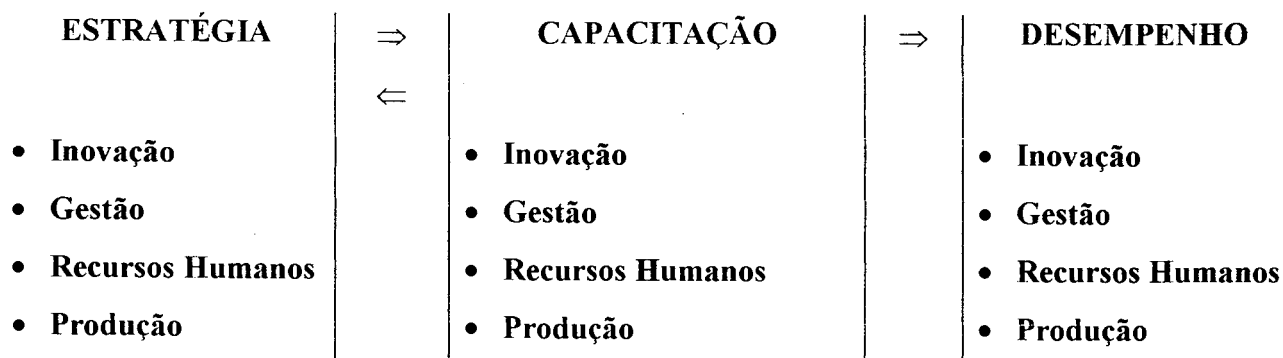 ESTRATÉGIA ⇒ CAPACITAÇÃO ⇒ DESEMPENHO
⇐
• Inovação • Inovação • Inovação
• Gestão • Gestão • Gestão
• Recursos Humanos • Recursos Humanos • Recursos Humanos
• Produção • Produção • Produção